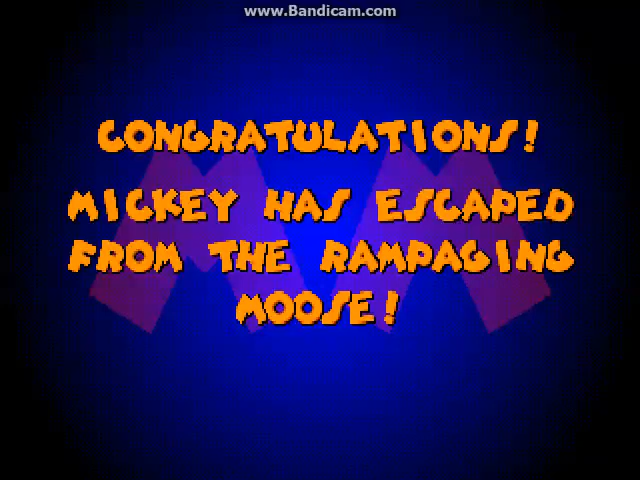 www.Bandicam.com
CONGRATULATIONS!
MICKEY HAS ESCAPED
FROM THE RAMPAGING
MOOSE!